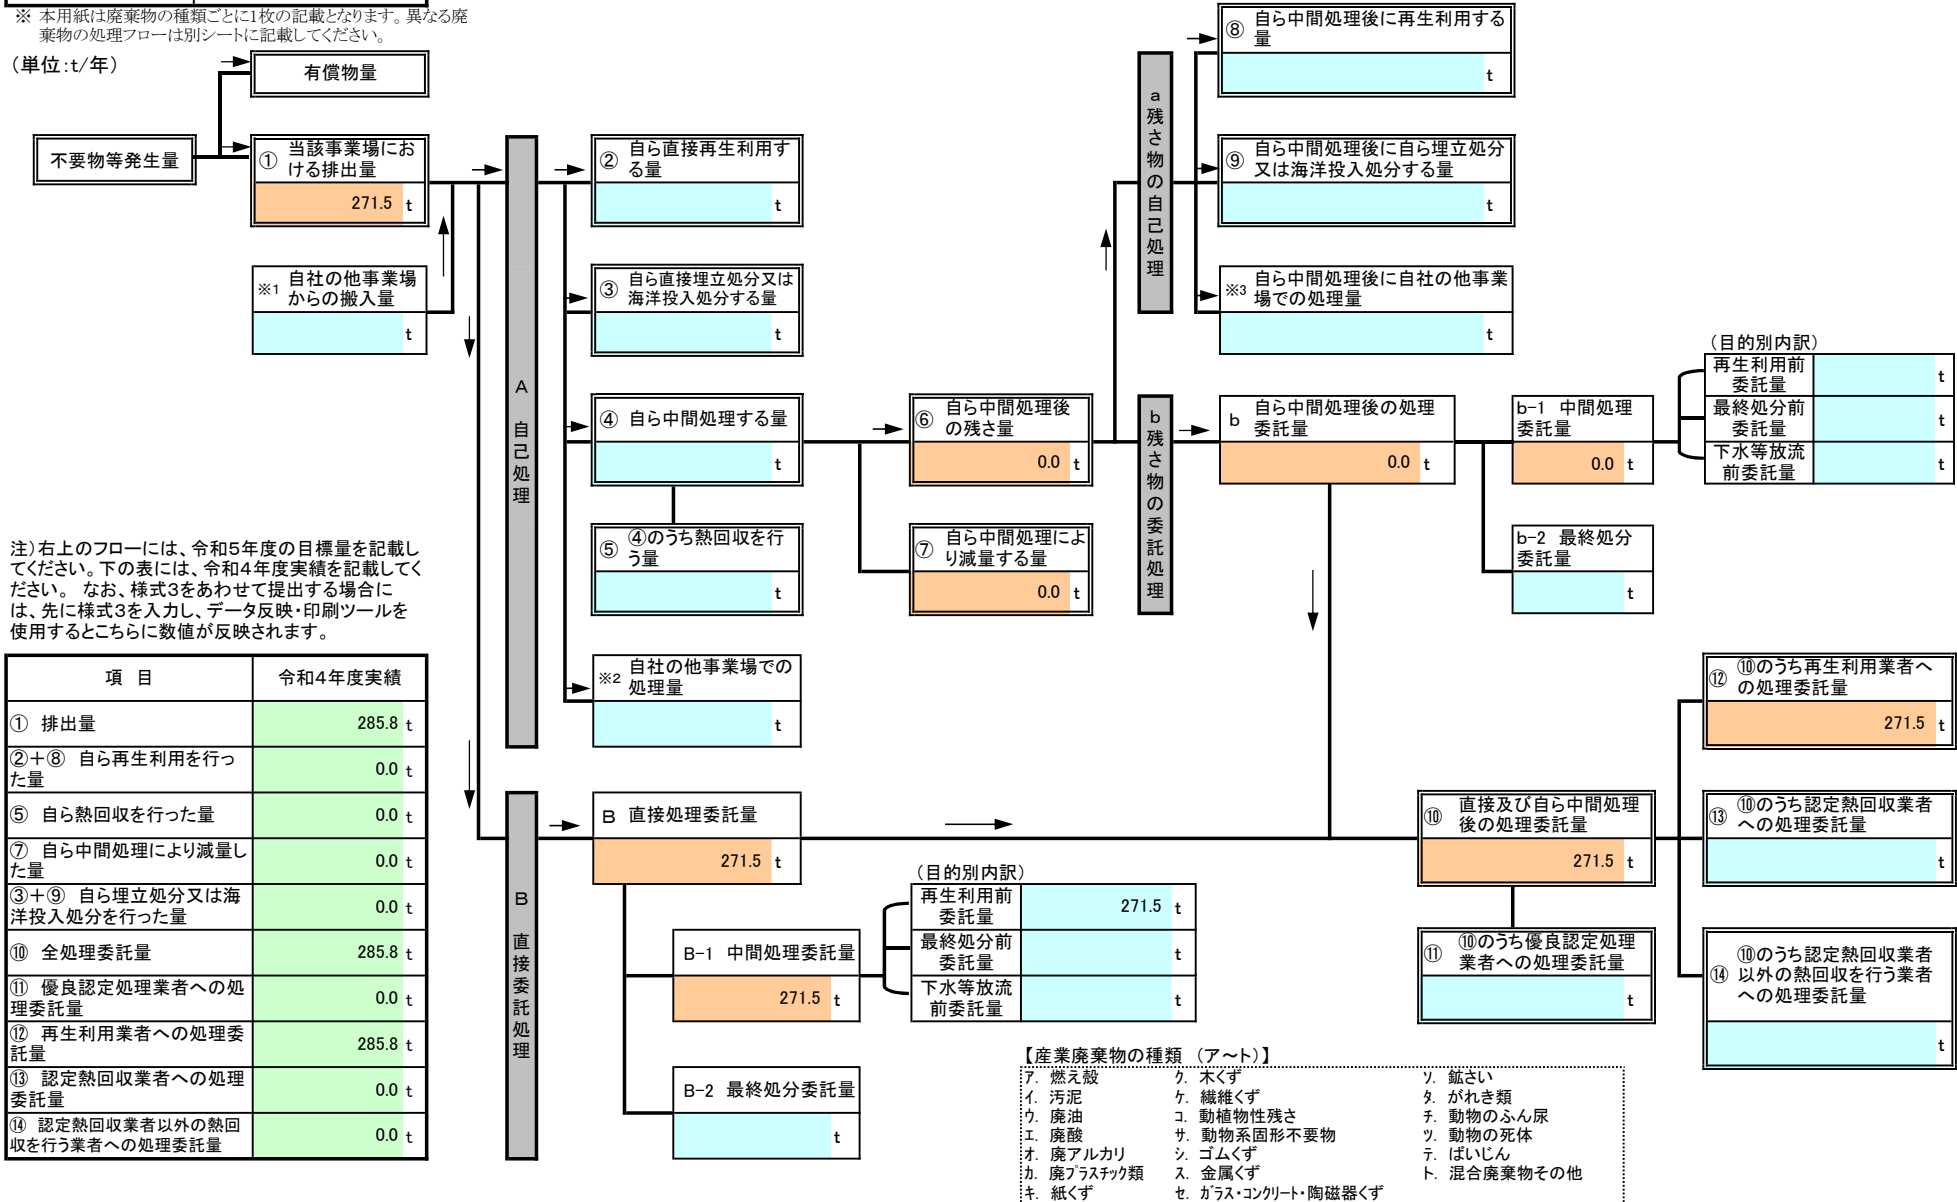 ※ 本用紙は廃棄物の種類ごとに1枚の記載となります。異なる廃
棄物の処理フローは別シートに記載してください。
(単位:t/年)
有償物量
不要物等発生量
① 当該事業場にお
ける排出量
271.5 t
※1 自社の他事業場
からの搬入量
t
A 自己処理
② 自ら直接再生利用す
る量
t
③ 自ら直接埋立処分又は
海洋投入処分する量
t
④ 自ら中間処理する量
t
⑤ ④のうち熱回収を行
う量
t
※2 自社の他事業場での
処理量
t
⑥ 自ら中間処理後
の残さ量
0.0 t
⑦ 自ら中間処理によ
り減量する量
0.0 t
a 残さ物の自己処理
⑧ 自ら中間処理後に再生利用する
量
t
⑨ 自ら中間処理後に自ら埋立処分
又は海洋投入処分する量
t
※3 自ら中間処理後に自社の他事業
場での処理量
t
b 残さ物の委託処理
b 自ら中間処理後の処理
委託量
0.0 t
b-1 中間処理
委託量
0.0 t
b-2 最終処分
委託量
t
(目的別内訳)
再生利用前
委託量
t
最終処分前
委託量
t
下水等放流
前委託量
t
注)右上のフローには、令和5年度の目標量を記載し
てください。下の表には、令和4年度実績を記載してく
ださい。 なお、様式3をあわせて提出する場合に
は、先に様式3を入力し、データ反映・印刷ツールを
使用するとこちらに数値が反映されます。
項 目 令和4年度実績
① 排出量 285.8 t
②+⑧ 自ら再生利用を行っ
た量 0.0 t
⑤ 自ら熱回収を行った量 0.0 t
⑦ 自ら中間処理により減量し
た量 0.0 t
③+⑨ 自ら埋立処分又は海
洋投入処分を行った量 0.0 t
⑩ 全処理委託量 285.8 t
⑪ 優良認定処理業者への処
理委託量 0.0 t
⑫ 再生利用業者への処理委
託量 285.8 t
⑬ 認定熱回収業者への処理
委託量 0.0 t
⑭ 認定熱回収業者以外の熱回
収を行う業者への処理委託量 0.0 t
B 直接委託処理
B 直接処理委託量
271.5 t
B-1 中間処理委託量
271.5 t
B-2 最終処分委託量
t
(目的別内訳)
再生利用前
委託量
271.5 t
最終処分前
委託量
t
下水等放流
前委託量
t
⑩ 直接及び自ら中間処理
後の処理委託量
271.5 t
⑪ ⑩のうち優良認定処理
業者への処理委託量
t
⑫ ⑩のうち再生利用業者へ
の処理委託量
271.5 t
⑬ ⑩のうち認定熱回収業者
への処理委託量
t
⑭ ⑩のうち認定熱回収業者
以外の熱回収を行う業者
への処理委託量
t
【産業廃棄物の種類 (ア~ト)】
ア. 燃え殻 ク. 木くず ソ. 鉱さい
イ. 汚泥 ケ. 繊維くず タ. がれき類
ウ. 廃油 コ. 動植物性残さ チ. 動物のふん尿
エ. 廃酸 サ. 動物系固形不要物 ツ. 動物の死体
オ. 廃アルカリ シ. ゴムくず テ. ばいじん
カ. 廃プラスチック類 ス. 金属くず ト. 混合廃棄物その他
キ. 紙くず セ. ガラス・コンクリート・陶磁器くず